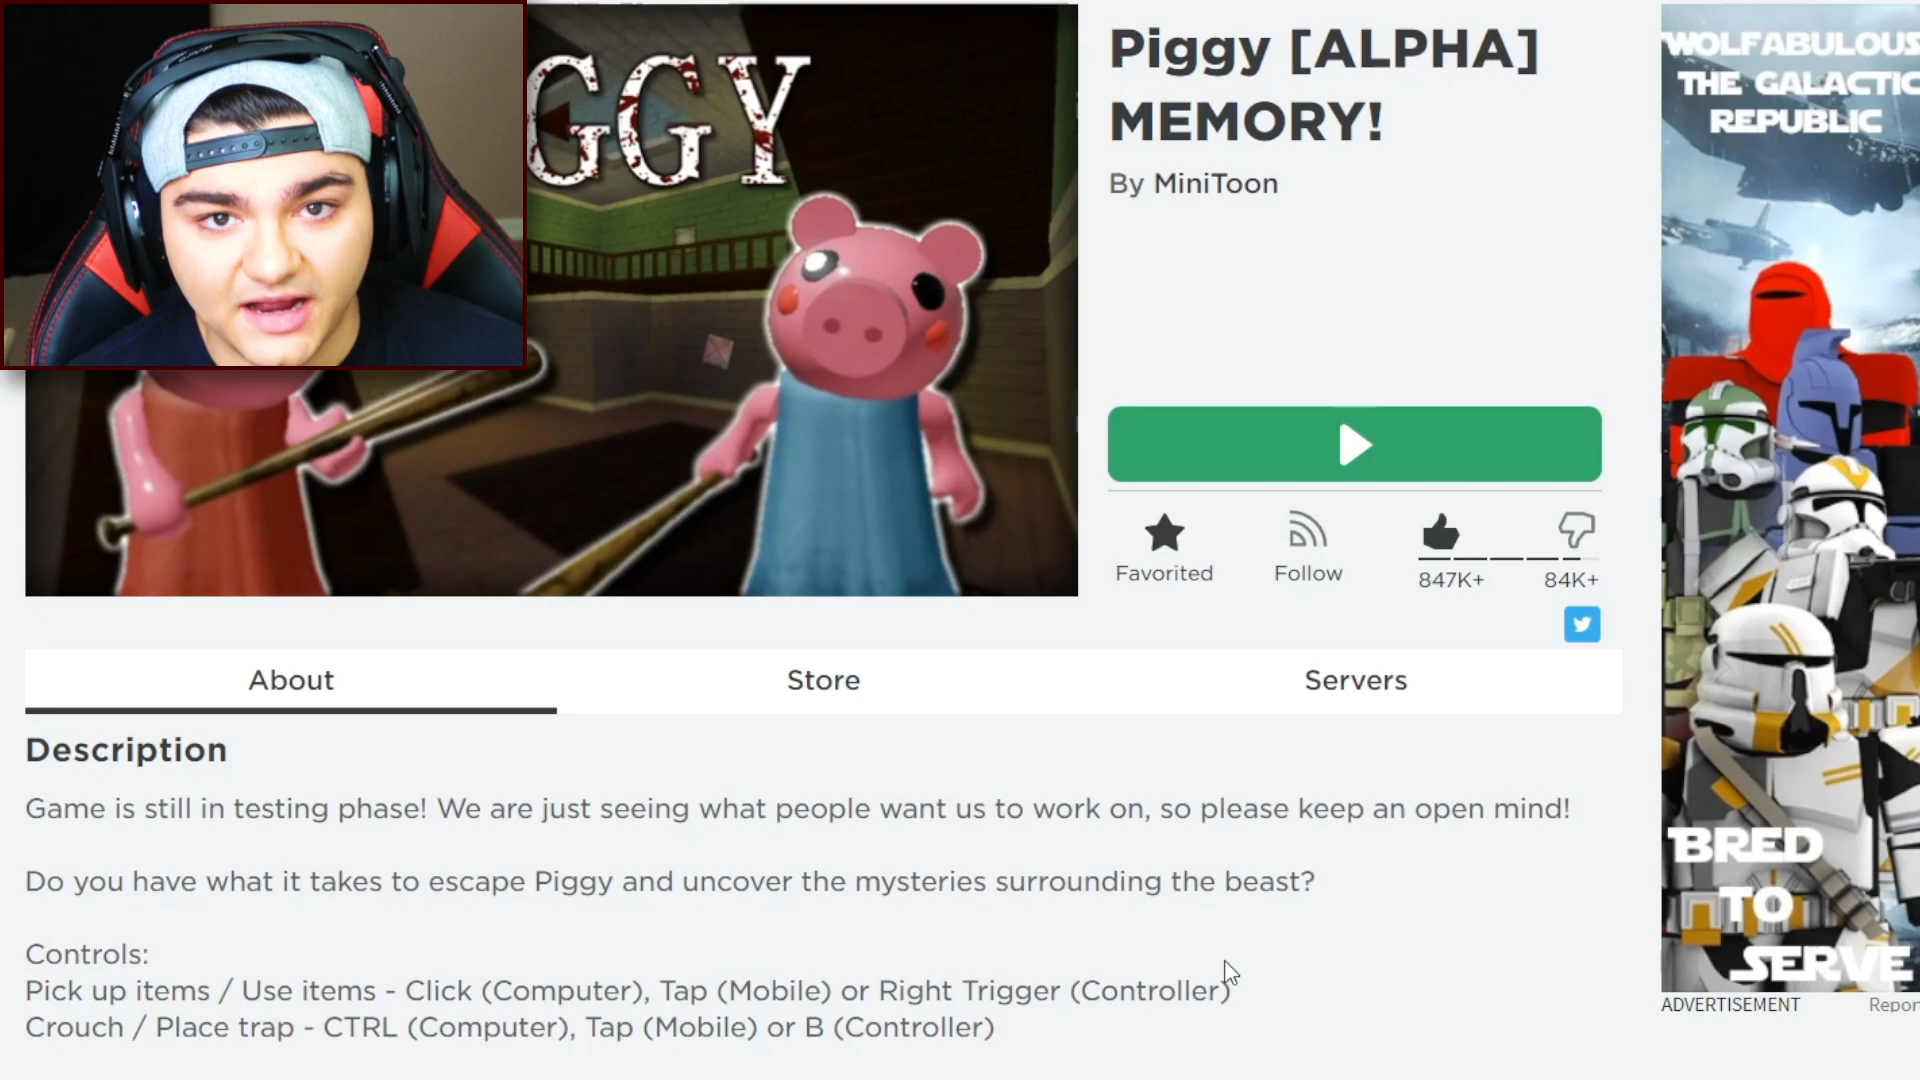 GGY
Piggy [ALPHA]
MEMORY!
By MiniToon
Favorited
Follow
847K+
84K+
About
Store
Servers
Description
Game is still in testing phase! We are just seeing what people want us to work on, so please keep an open mind!
Do you have what it takes to escape Piggy and uncover the mysteries surrounding the beast?
Controls:
Pick up items / Use items - Click (Computer), Tap (Mobile) or Right Trigger (Controller)
Crouch / Place trap - CTRL (Computer), Tap (Mobile) or B (Controller)
WOLFABULOUS
THE GALACTIC
REPUBLIC
BRED
TO
SERVE
ADVERTISEMENT
Repor